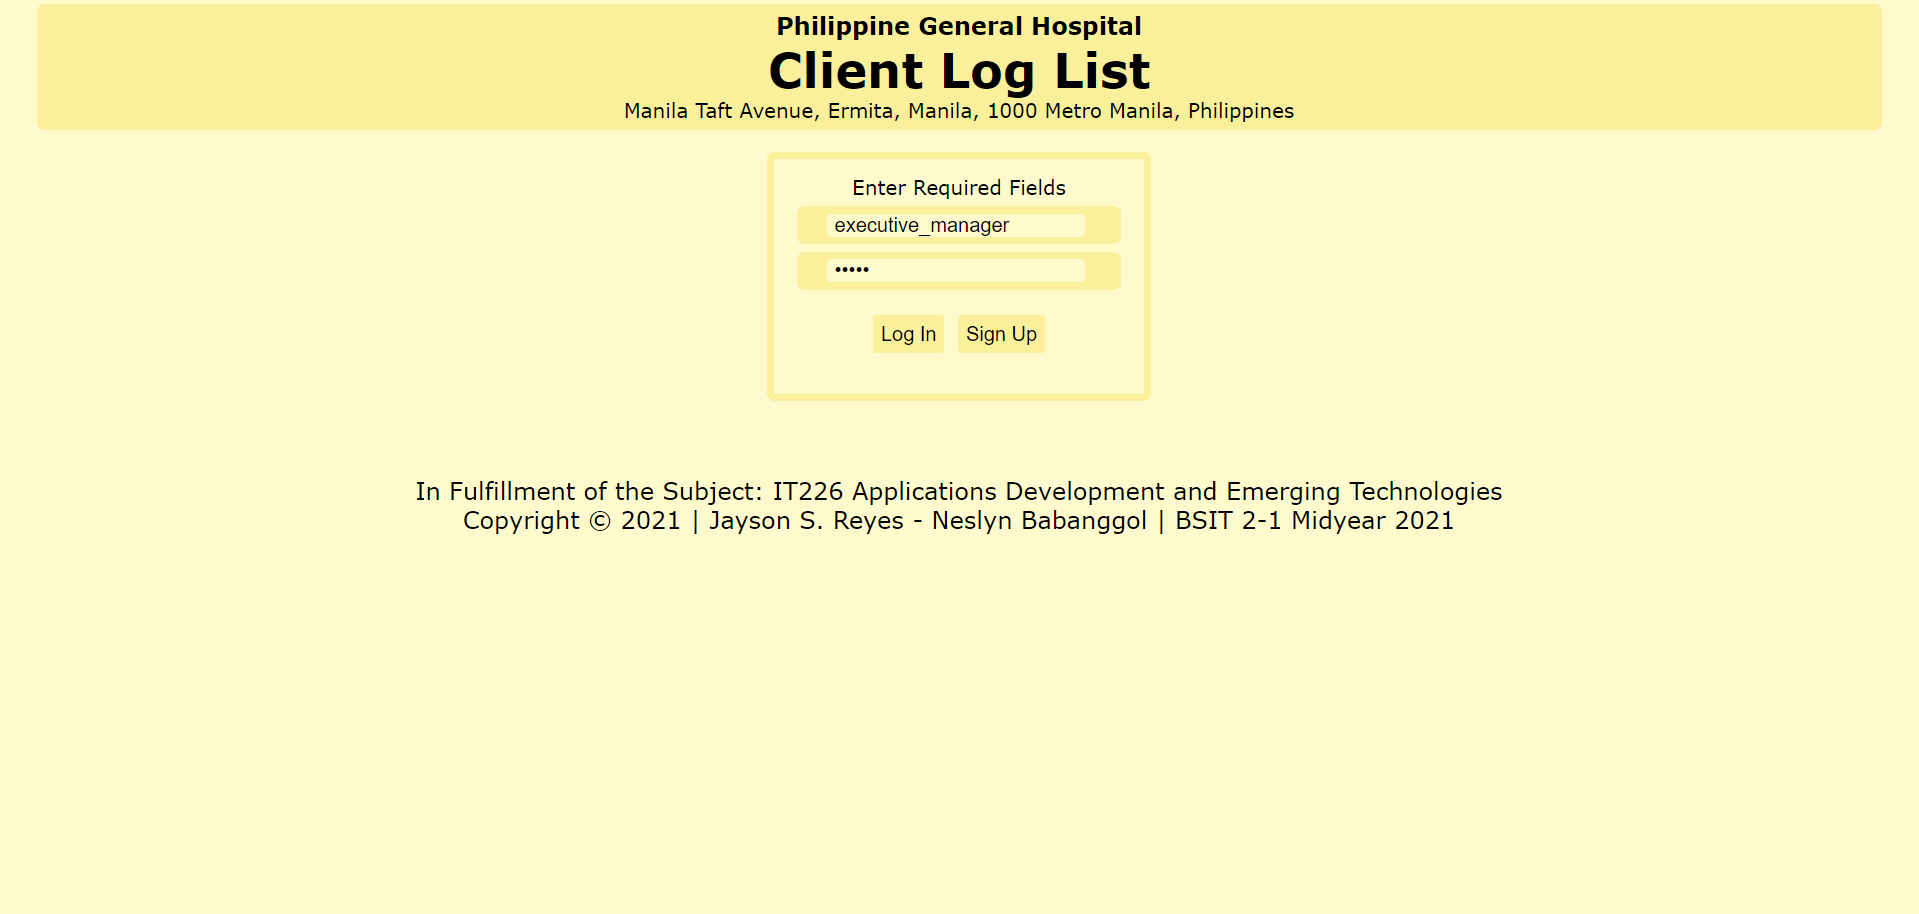 Philippine General Hospital
Client Log List
Manila Taft Avenue, Ermita, Manila, 1000 Metro Manila, Philippines
Enter Required Fields
executive_manager
•••••
Log In
Sign Up
In Fulfillment of the Subject: IT226 Applications Development and Emerging Technologies
Copyright © 2021 | Jayson S. Reyes - Neslyn Babanggol | BSIT 2-1 Midyear 2021